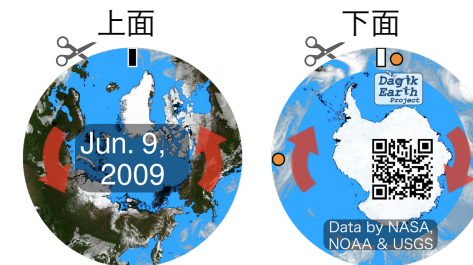 上面
下面
Jun. 9,
2009
Dagik
Earth
Project
Data by NASA,
NOAA & USGS